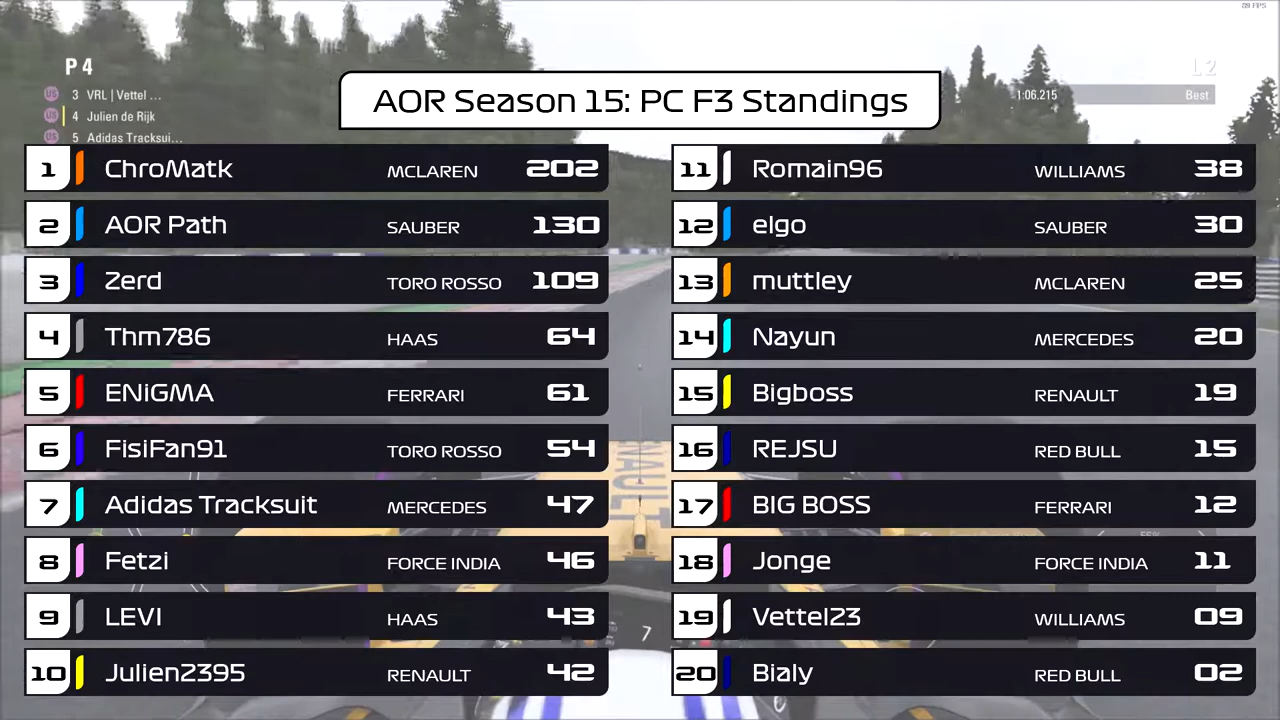 89 FPS
P 4
L 2
3 VRL | Vettel ...
4 Julien de Rijk
5 Adidas Tracksui...
1:06.215 Best
AOR Season 15: PC F3 Standings
1 ChroMatk MCLAREN 202
2 AOR Path SAUBER 130
3 Zerd TORO ROSSO 109
4 Thm786 HAAS 64
5 ENiGMA FERRARI 61
6 FisiFan91 TORO ROSSO 54
7 Adidas Tracksuit MERCEDES 47
8 Fetzi FORCE INDIA 46
9 LEVI HAAS 43
10 Julien2395 RENAULT 42
11 Romain96 WILLIAMS 38
12 elgo SAUBER 30
13 muttley MCLAREN 25
14 Nayun MERCEDES 20
15 Bigboss RENAULT 19
16 REJSU RED BULL 15
17 BIG BOSS FERRARI 12
18 Jonge FORCE INDIA 11
19 Vettel23 WILLIAMS 09
20 Bialy RED BULL 02
7